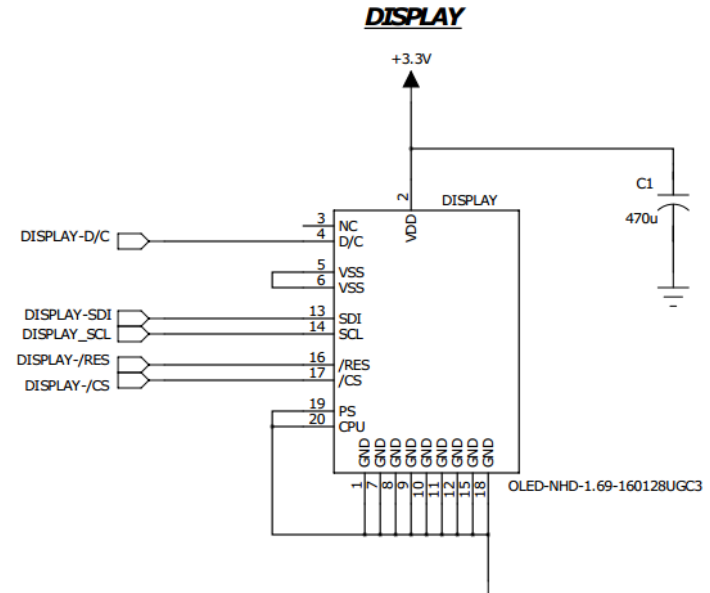 DISPLAY
+3.3V
C1
470u
2
DISPLAY
VDD
3
NC
DISPLAY-D/C
4
D/C
5
VSS
6
VSS
DISPLAY-SDI
13
SDI
DISPLAY_SCL
14
SCL
DISPLAY-/RES
16
/RES
DISPLAY-/CS
17
/CS
19
PS
20
CPU
GND GND GND GND GND GND GND GND GND
1 7 8 9 10 11 12 15 18
OLED-NHD-1.69-160128UGC3